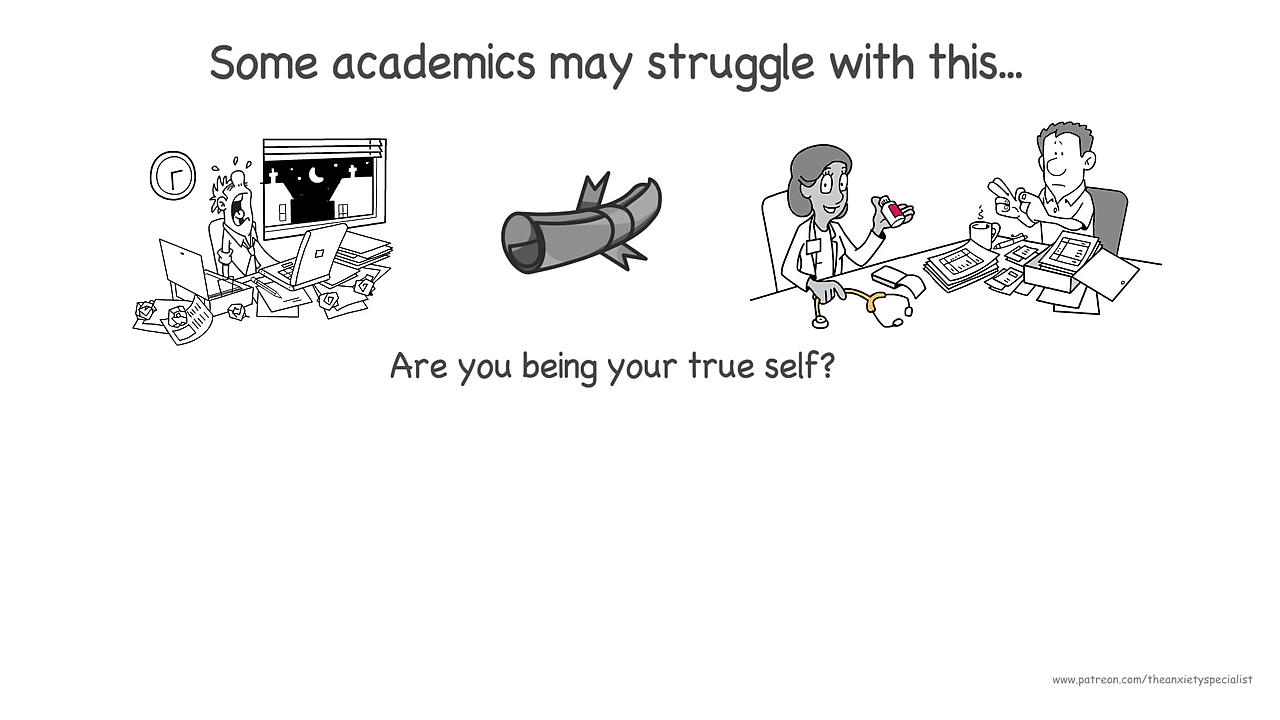 Some academics may struggle with this...
Are you being your true self?
www.patreon.com/theanxietyspecialist